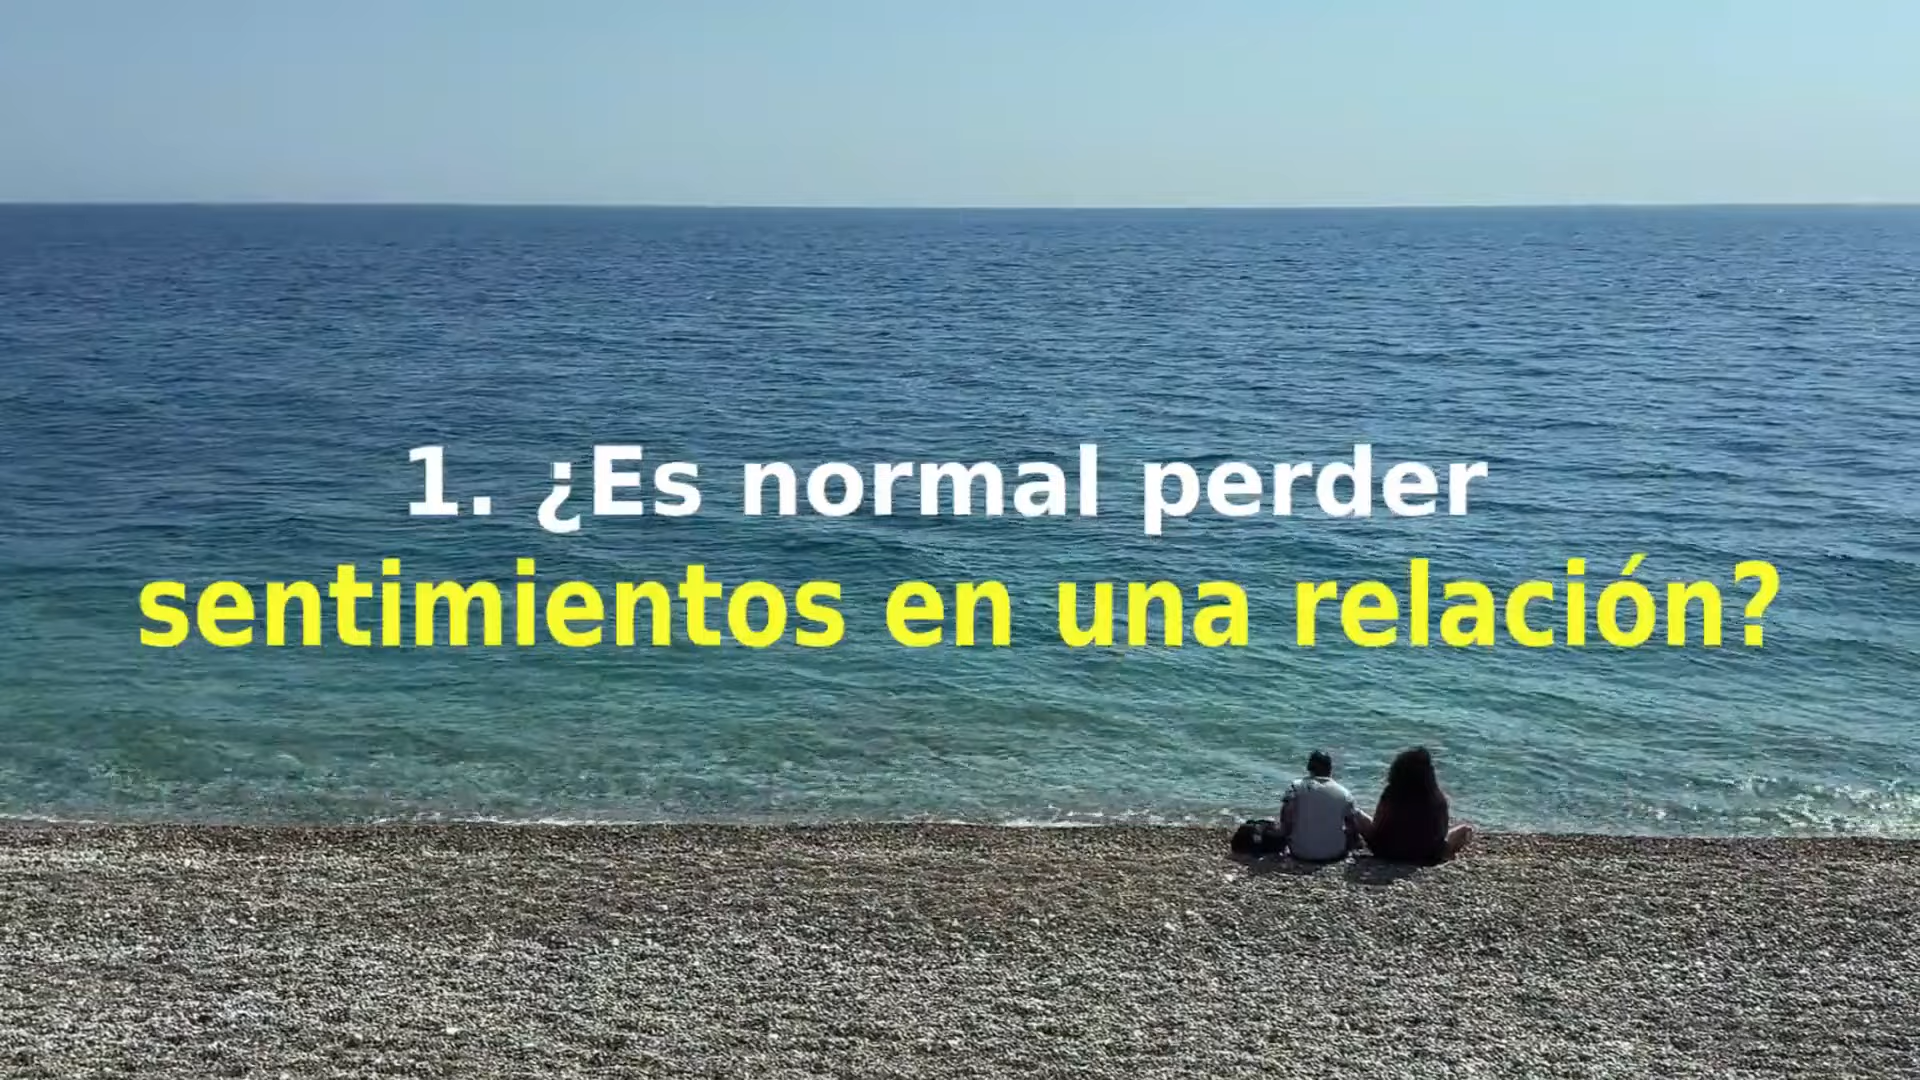 1. ¿Es normal perder
sentimientos en una relación?